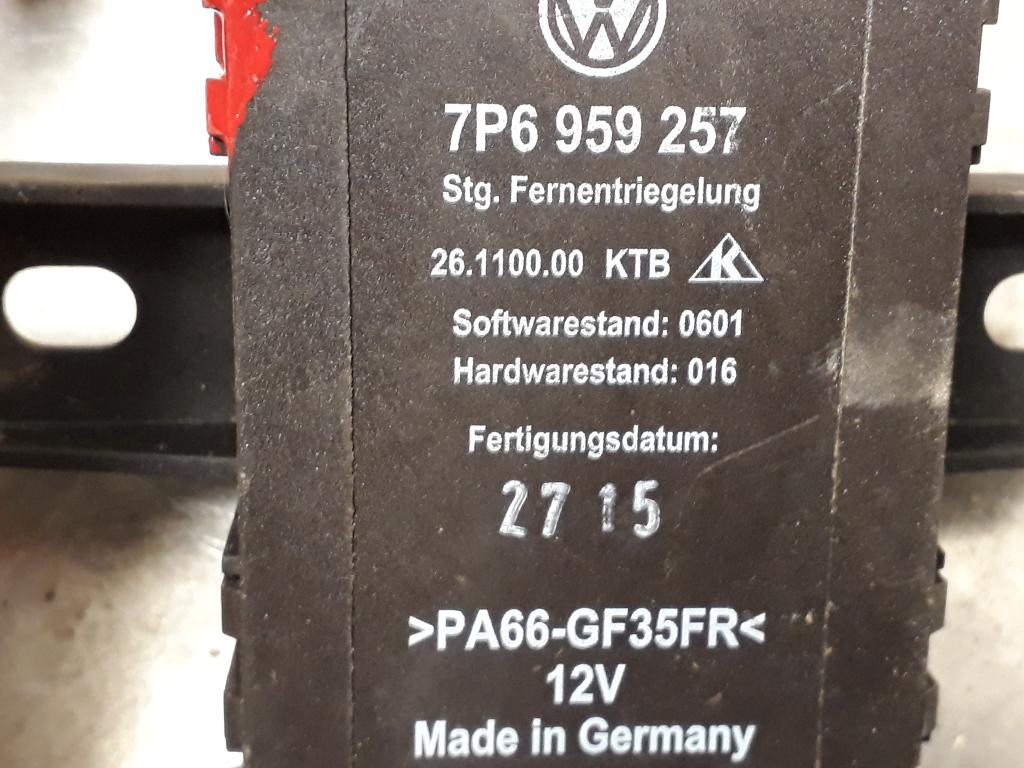 7P6 959 257
Stg. Fernentriegelung
26.1100.00 KTB K
Softwarestand: 0601
Hardwarestand: 016
Fertigungsdatum:
27 15
>PA66-GF35FR<
12V
Made in Germany